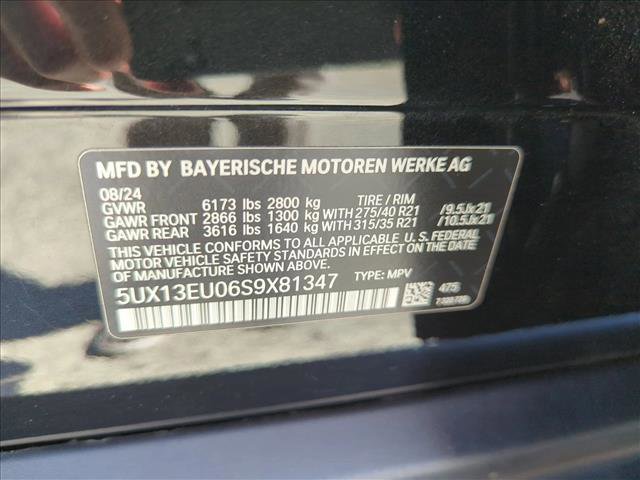 MFD BY BAYERISCHE MOTOREN WERKE AG
08/24
GVWR 6173 lbs 2800 kg TIRE / RIM
GAWR FRONT 2866 lbs 1300 kg WITH 275/40 R21 /9.5Jx21
GAWR REAR 3616 lbs 1640 kg WITH 315/35 R21 /10.5Jx21
THIS VEHICLE CONFORMS TO ALL APPLICABLE U.S. FEDERAL
MOTOR VEHICLE SAFETY STANDARDS IN EFFECT ON THE
DATE OF MANUFACTURE SHOWN ABOVE.
5UX13EU06S9X81347 TYPE: MPV
475